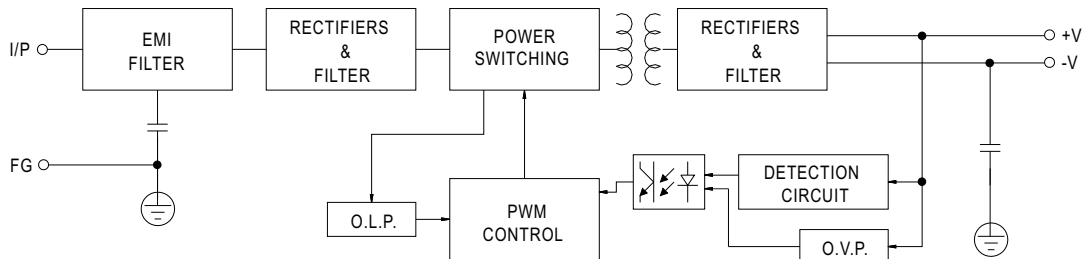 I/P
EMI
FILTER
RECTIFIERS
&
FILTER
POWER
SWITCHING
RECTIFIERS
&
FILTER
+V
-V
FG
O.L.P.
PWM
CONTROL
DETECTION
CIRCUIT
O.V.P.